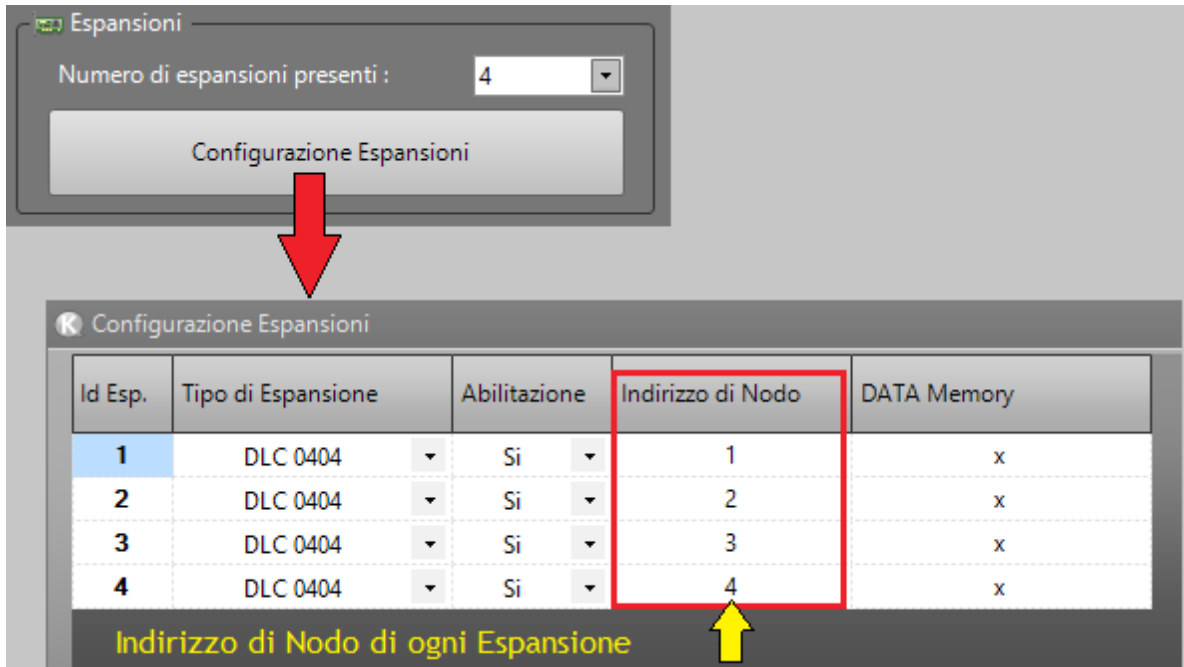 Espansioni
Numero di espansioni presenti : 4
Configurazione Espansioni
K Configurazione Espansioni
Id Esp. Tipo di Espansione Abilitazione Indirizzo di Nodo DATA Memory
1 DLC 0404 Si 1 x
2 DLC 0404 Si 2 x
3 DLC 0404 Si 3 x
4 DLC 0404 Si 4 x
Indirizzo di Nodo di ogni Espansione